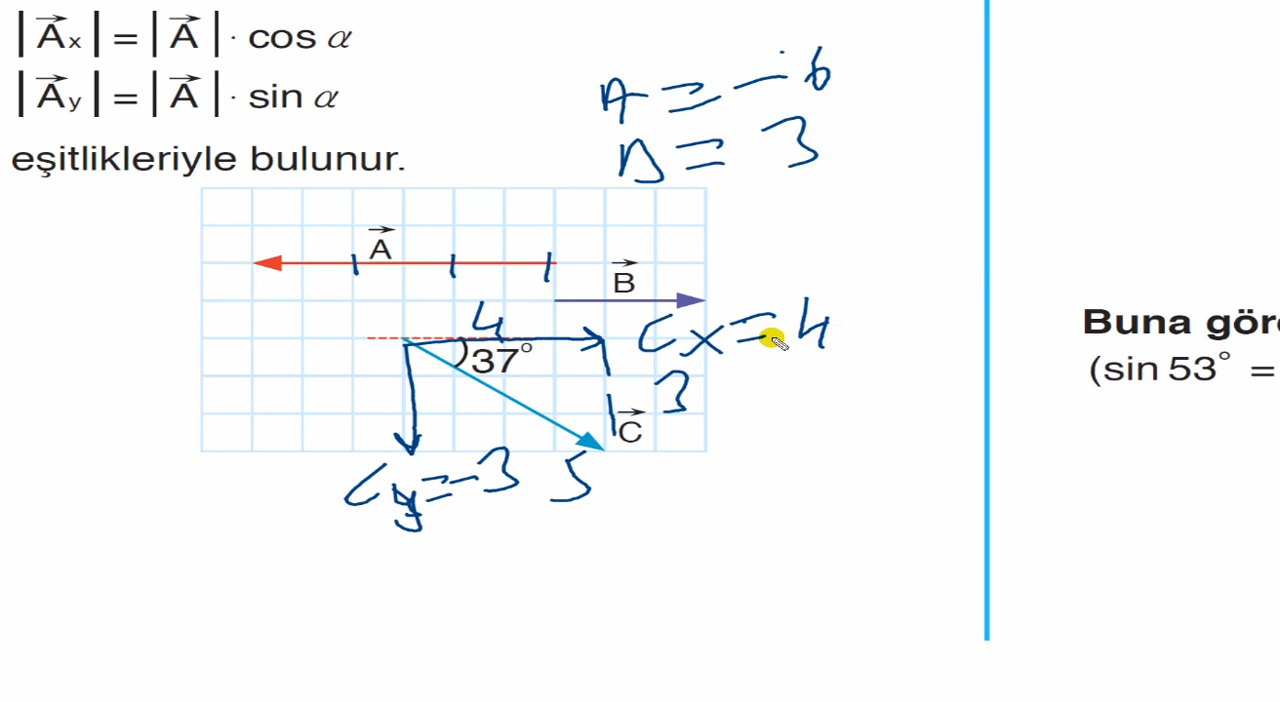 |A⃗x| = |A⃗| · cos α
|A⃗y| = |A⃗| · sin α
eşitlikleriyle bulunur.
A = -6
B = 3
A⃗
B⃗
4
Cx = 4
37°
3
C⃗
Cy = -3
5
Buna gör
(sin 53° =